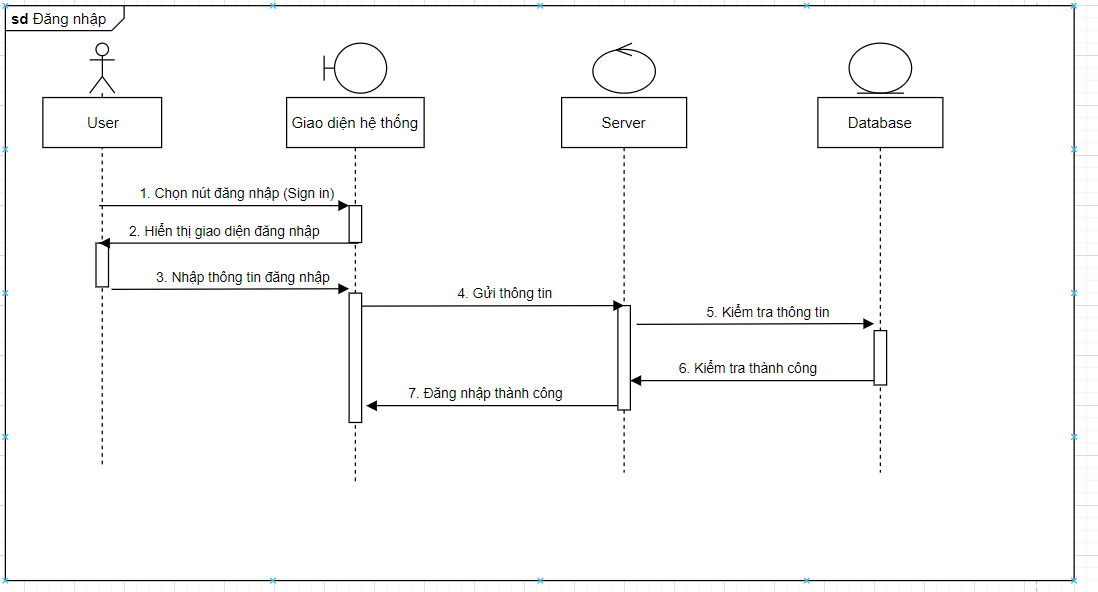 sd Đăng nhập
User
Giao diện hệ thống
Server
Database
1. Chọn nút đăng nhập (Sign in)
2. Hiển thị giao diện đăng nhập
3. Nhập thông tin đăng nhập
4. Gửi thông tin
5. Kiểm tra thông tin
6. Kiểm tra thành công
7. Đăng nhập thành công